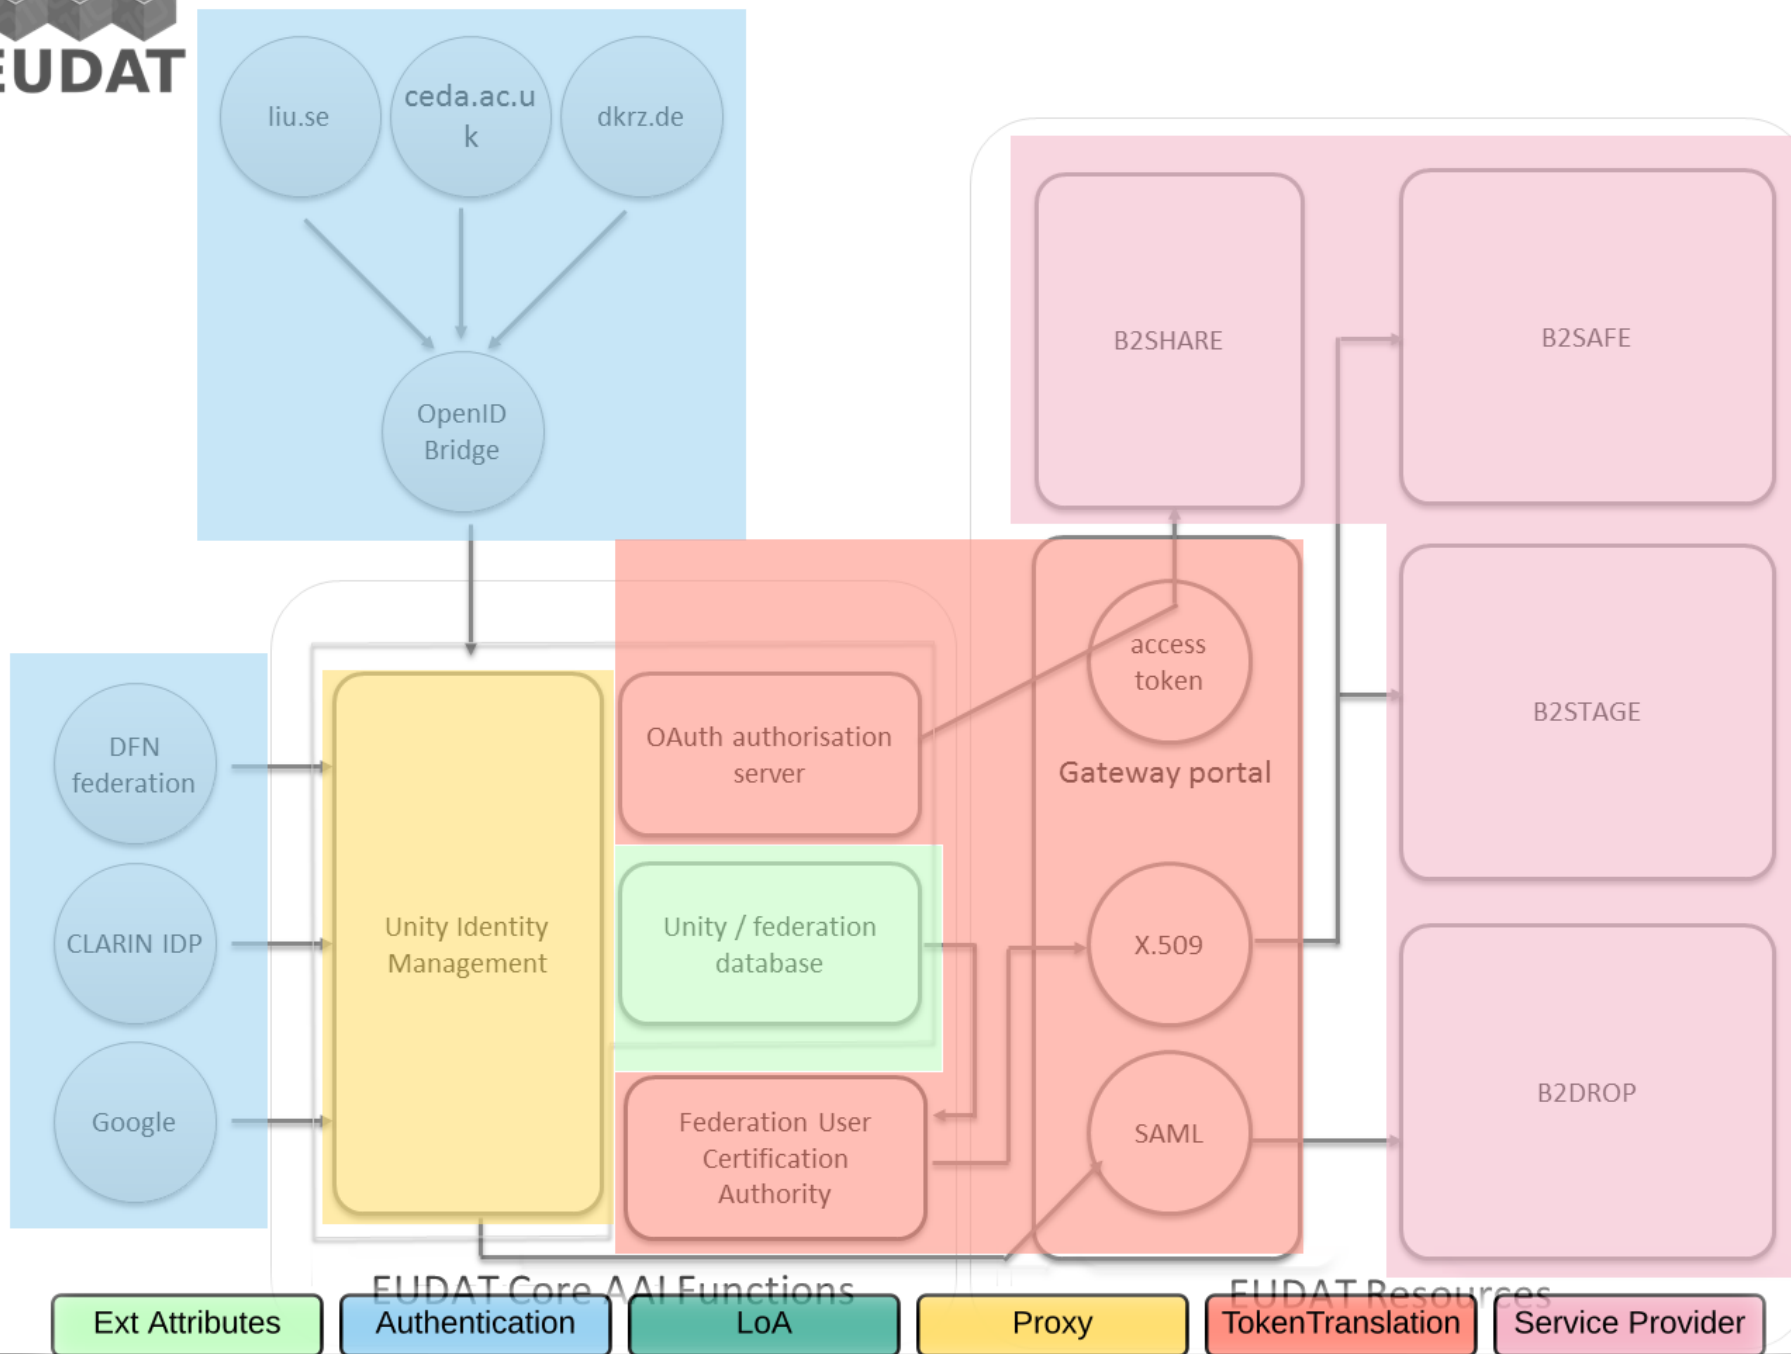 EUDAT
liu.se
ceda.ac.u
k
dkrz.de
OpenID
Bridge
B2SHARE
B2SAFE
access
token
Gateway portal
OAuth authorisation
server
B2STAGE
DFN
federation
CLARIN IDP
Google
Unity Identity
Management
Unity / federation
database
X.509
Federation User
Certification
Authority
SAML
B2DROP
EUDAT Core AAI Functions
EUDAT Resources
Ext Attributes
Authentication
LoA
Proxy
TokenTranslation
Service Provider